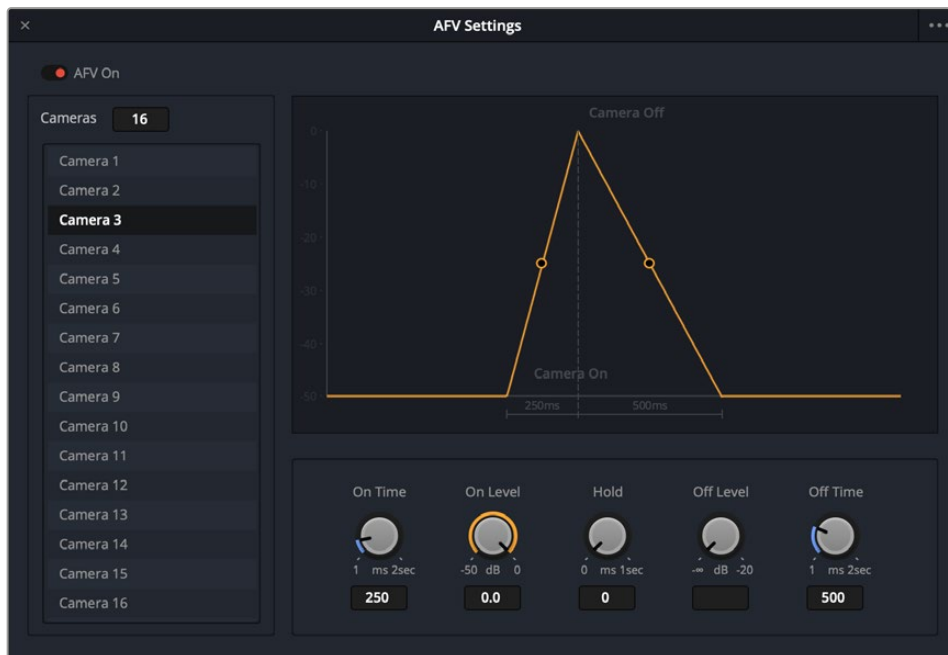 AFV Settings
AFV On
Cameras 16
Camera 1
Camera 2
Camera 3
Camera 4
Camera 5
Camera 6
Camera 7
Camera 8
Camera 9
Camera 10
Camera 11
Camera 12
Camera 13
Camera 14
Camera 15
Camera 16
Camera Off
0
-10
-20
-30
-40
-50
Camera On
250ms 500ms
On Time On Level Hold Off Level Off Time
1 ms 2sec -50 dB 0 0 ms 1sec -∞ dB -20 1 ms 2sec
250 0.0 0 500